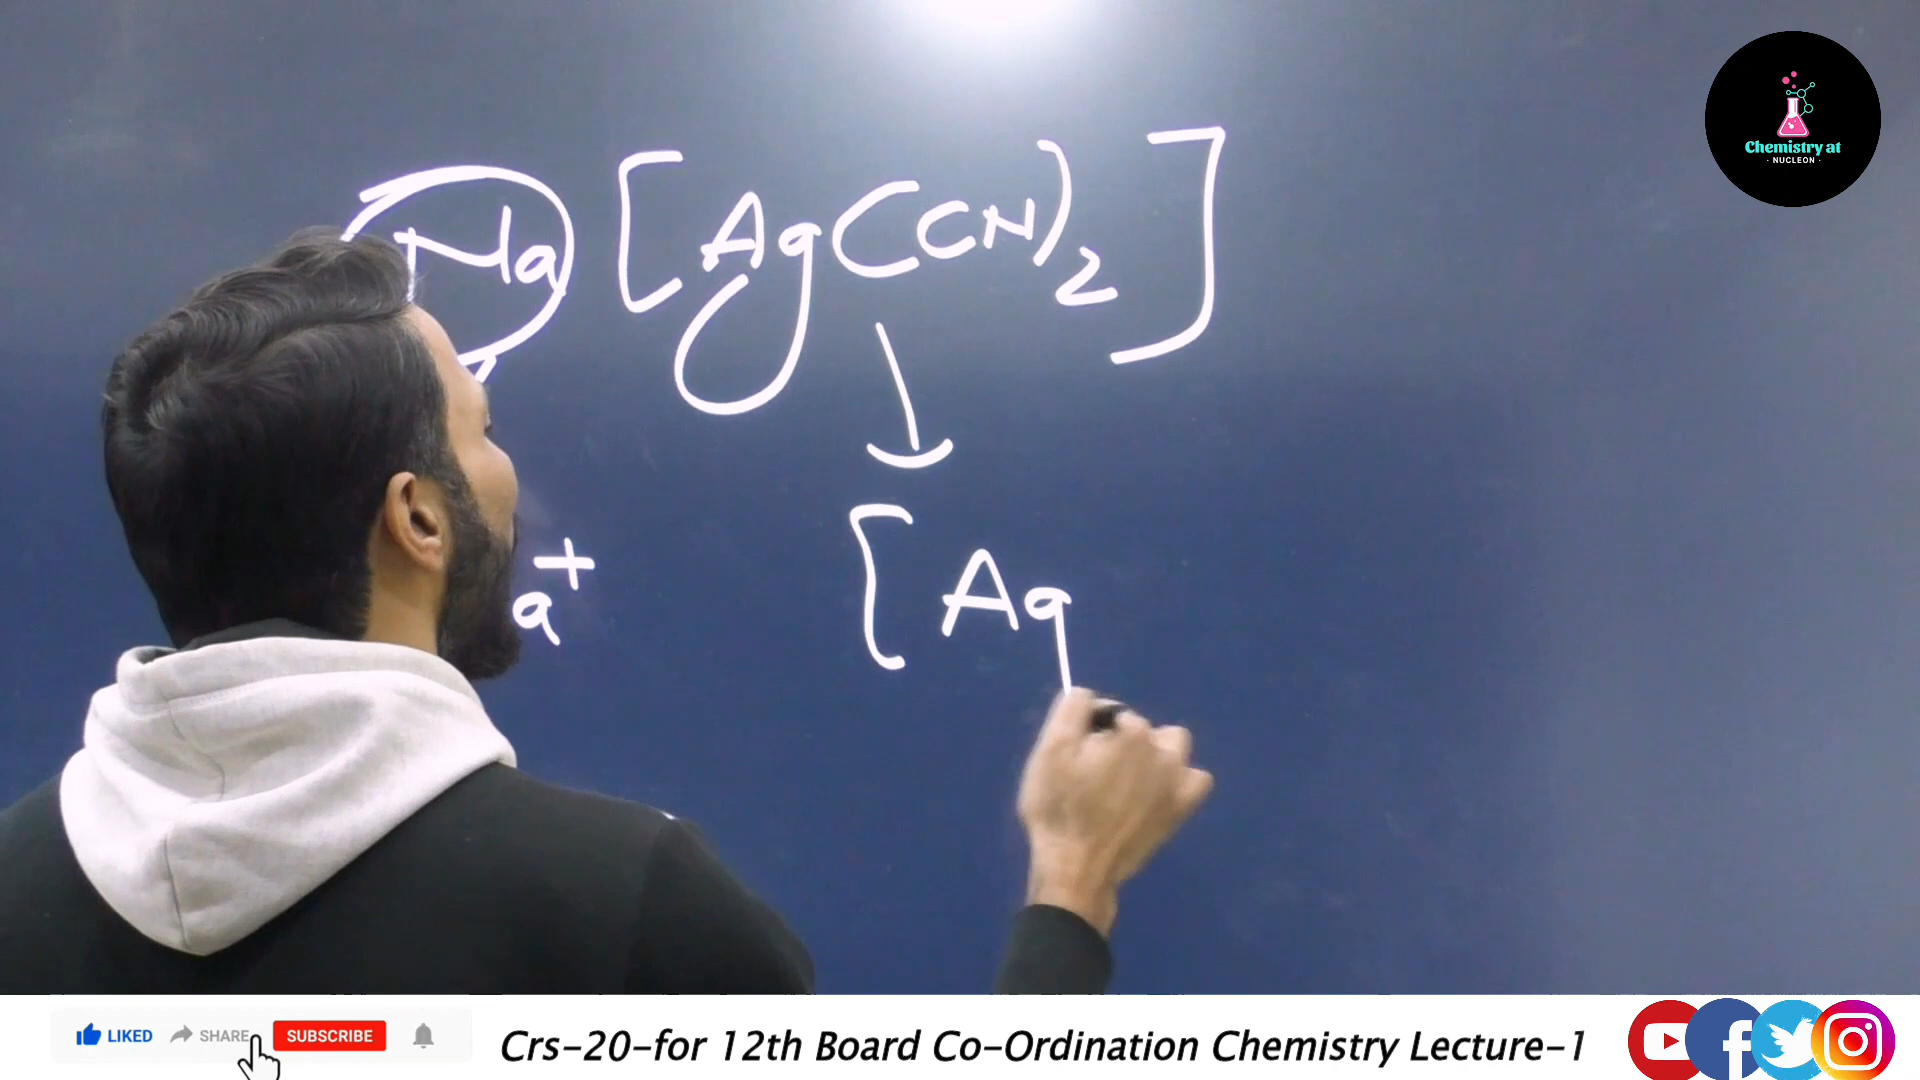 Chemistry at
· NUCLEON ·
Na [Ag(CN)2]
a+
[Ag
LIKED SHARE SUBSCRIBE Crs-20-for 12th Board Co-Ordination Chemistry Lecture-1